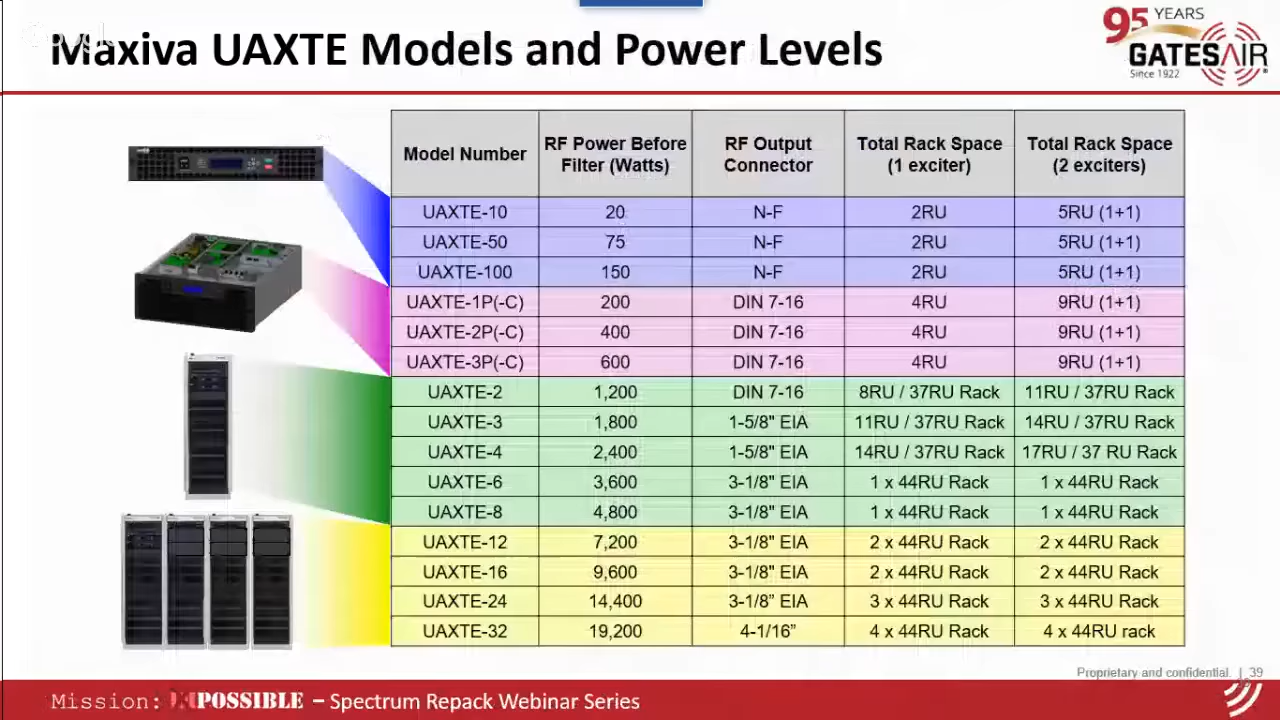 Google
Maxiva UAXTE Models and Power Levels
95 YEARS
GATESAIR
Since 1922
Model Number | RF Power Before Filter (Watts) | RF Output Connector | Total Rack Space (1 exciter) | Total Rack Space (2 exciters)
UAXTE-10 | 20 | N-F | 2RU | 5RU (1+1)
UAXTE-50 | 75 | N-F | 2RU | 5RU (1+1)
UAXTE-100 | 150 | N-F | 2RU | 5RU (1+1)
UAXTE-1P(-C) | 200 | DIN 7-16 | 4RU | 9RU (1+1)
UAXTE-2P(-C) | 400 | DIN 7-16 | 4RU | 9RU (1+1)
UAXTE-3P(-C) | 600 | DIN 7-16 | 4RU | 9RU (1+1)
UAXTE-2 | 1,200 | DIN 7-16 | 8RU / 37RU Rack | 11RU / 37RU Rack
UAXTE-3 | 1,800 | 1-5/8" EIA | 11RU / 37RU Rack | 14RU / 37RU Rack
UAXTE-4 | 2,400 | 1-5/8" EIA | 14RU / 37RU Rack | 17RU / 37 RU Rack
UAXTE-6 | 3,600 | 3-1/8" EIA | 1 x 44RU Rack | 1 x 44RU Rack
UAXTE-8 | 4,800 | 3-1/8" EIA | 1 x 44RU Rack | 1 x 44RU Rack
UAXTE-12 | 7,200 | 3-1/8" EIA | 2 x 44RU Rack | 2 x 44RU Rack
UAXTE-16 | 9,600 | 3-1/8" EIA | 2 x 44RU Rack | 2 x 44RU Rack
UAXTE-24 | 14,400 | 3-1/8” EIA | 3 x 44RU Rack | 3 x 44RU Rack
UAXTE-32 | 19,200 | 4-1/16” | 4 x 44RU Rack | 4 x 44RU rack
Proprietary and confidential. | 39
Mission: IMPOSSIBLE – Spectrum Repack Webinar Series